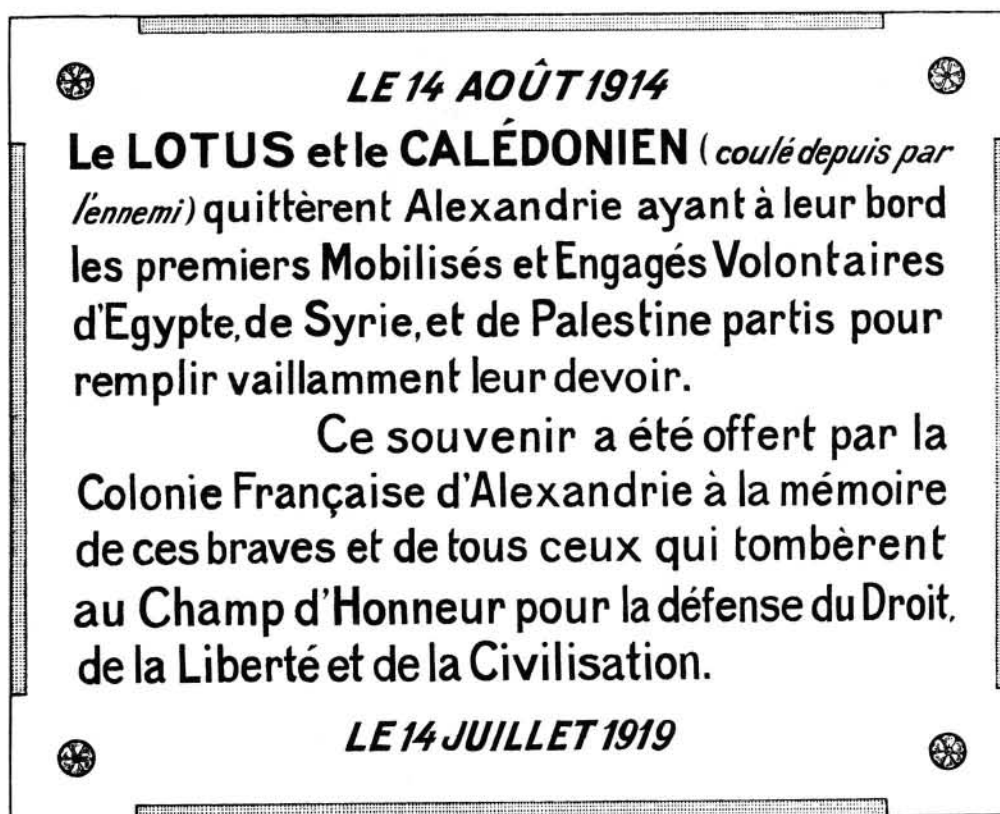 LE 14 AOÛT 1914
Le LOTUS et le CALÉDONIEN (coulé depuis par
l'ennemi) quittèrent Alexandrie ayant à leur bord
les premiers Mobilisés et Engagés Volontaires
d'Egypte, de Syrie, et de Palestine partis pour
remplir vaillamment leur devoir.
Ce souvenir a été offert par la
Colonie Française d'Alexandrie à la mémoire
de ces braves et de tous ceux qui tombèrent
au Champ d'Honneur pour la défense du Droit,
de la Liberté et de la Civilisation.
LE 14 JUILLET 1919